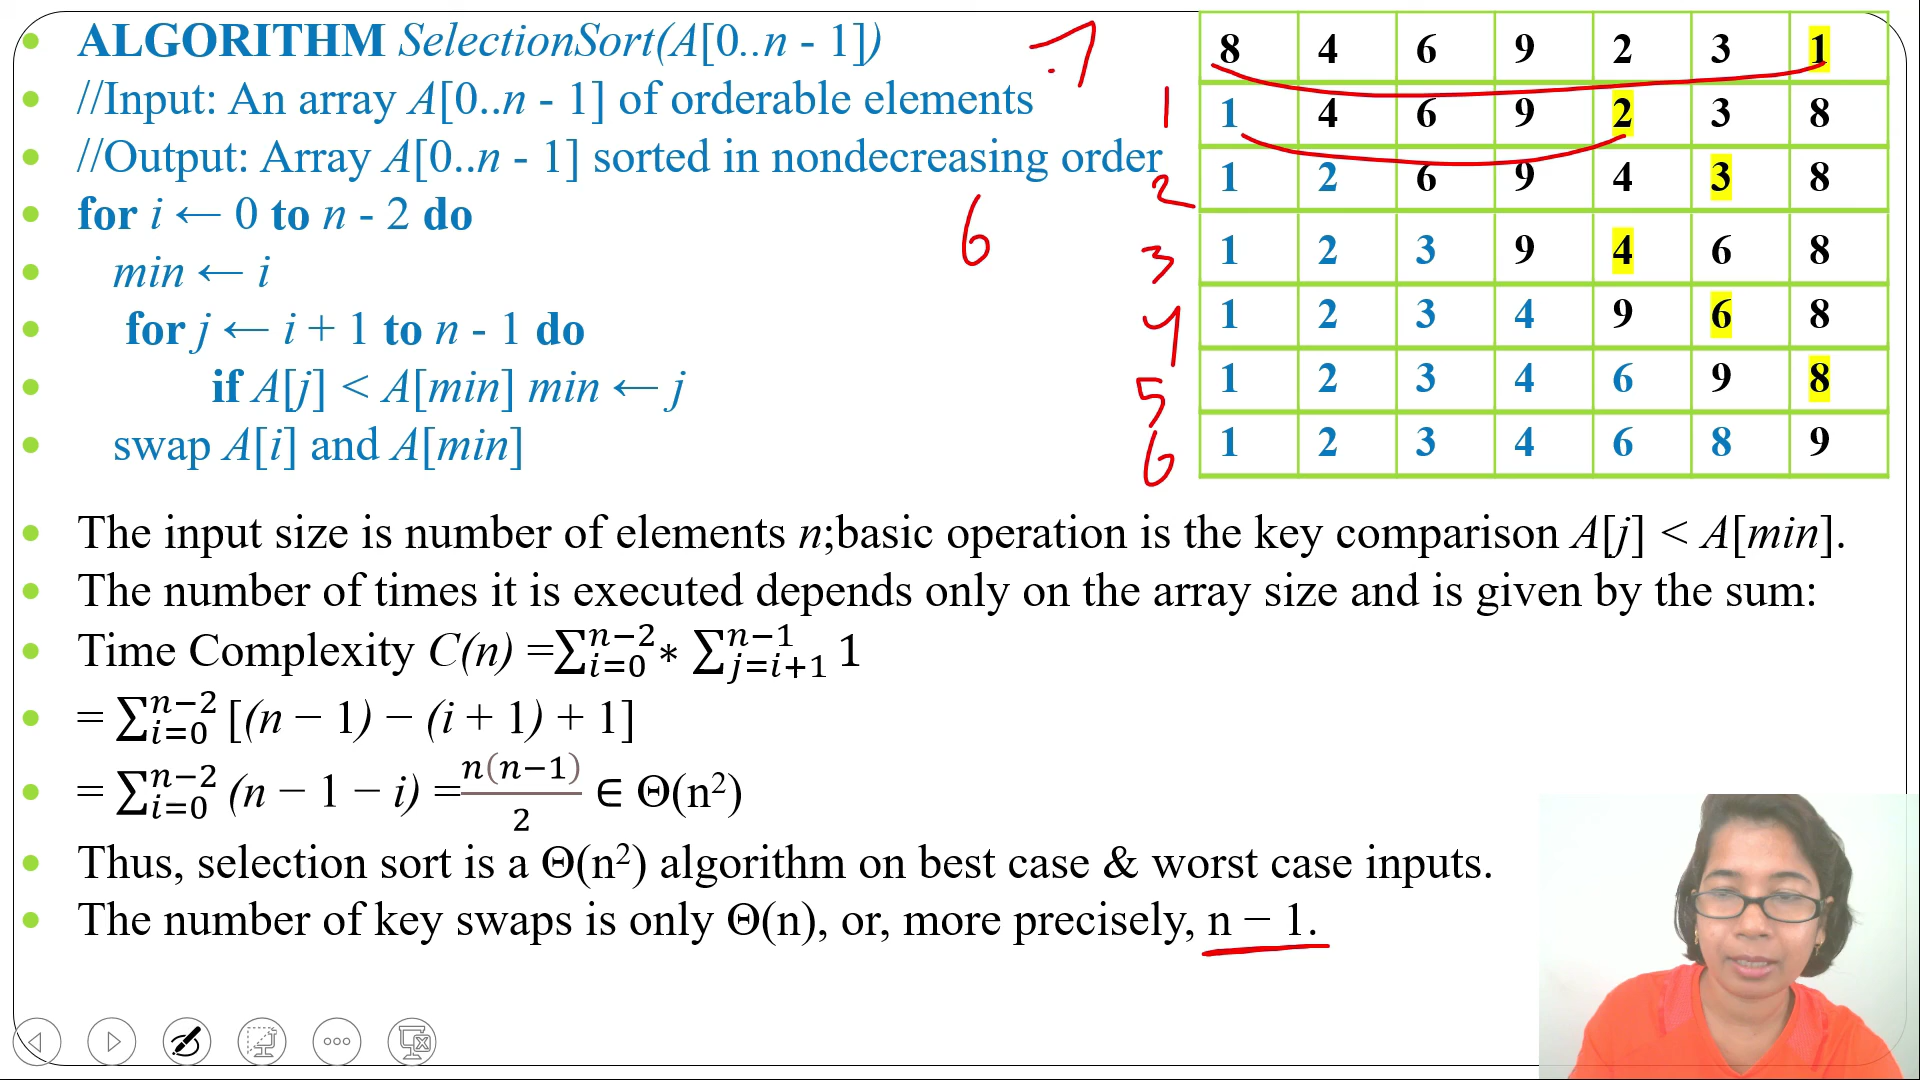 ALGORITHM SelectionSort(A[0..n - 1])
//Input: An array A[0..n - 1] of orderable elements
//Output: Array A[0..n - 1] sorted in nondecreasing order
for i ← 0 to n - 2 do
min ← i
for j ← i + 1 to n - 1 do
if A[j] < A[min] min ← j
swap A[i] and A[min]
7
6
8 4 6 9 2 3 1
1 1 4 6 9 2 3 8
2 1 2 6 9 4 3 8
3 1 2 3 9 4 6 8
4 1 2 3 4 9 6 8
5 1 2 3 4 6 9 8
6 1 2 3 4 6 8 9
The input size is number of elements n;basic operation is the key comparison A[j] < A[min].
The number of times it is executed depends only on the array size and is given by the sum:
Time Complexity C(n) =∑_{i=0}^{n−2}* ∑_{j=i+1}^{n−1} 1
= ∑_{i=0}^{n−2} [(n − 1) − (i + 1) + 1]
= ∑_{i=0}^{n−2} (n − 1 − i) =n(n−1)/2 ∈ Θ(n²)
Thus, selection sort is a Θ(n²) algorithm on best case & worst case inputs.
The number of key swaps is only Θ(n), or, more precisely, n − 1.